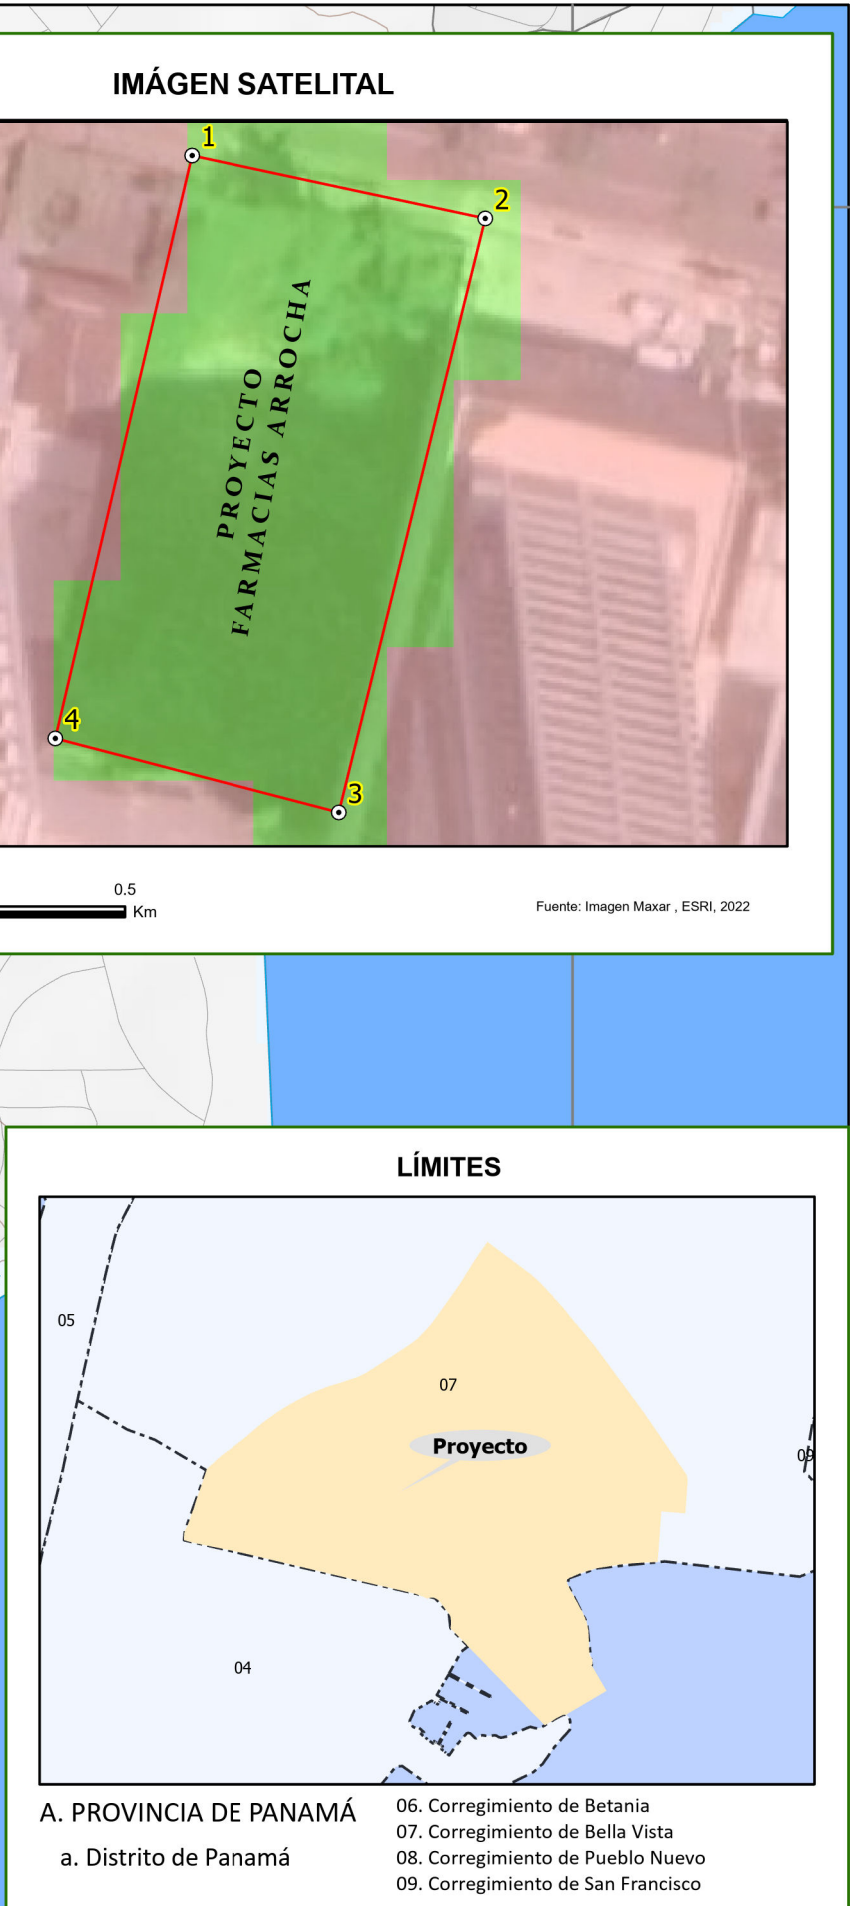 IMÁGEN SATELITAL
1
2
PROYECTO
FARMACIAS ARROCHA
4
3
0.5
Km
Fuente: Imagen Maxar , ESRI, 2022
LÍMITES
05
07
Proyecto
09
04
A. PROVINCIA DE PANAMÁ
a. Distrito de Panamá
06. Corregimiento de Betania
07. Corregimiento de Bella Vista
08. Corregimiento de Pueblo Nuevo
09. Corregimiento de San Francisco